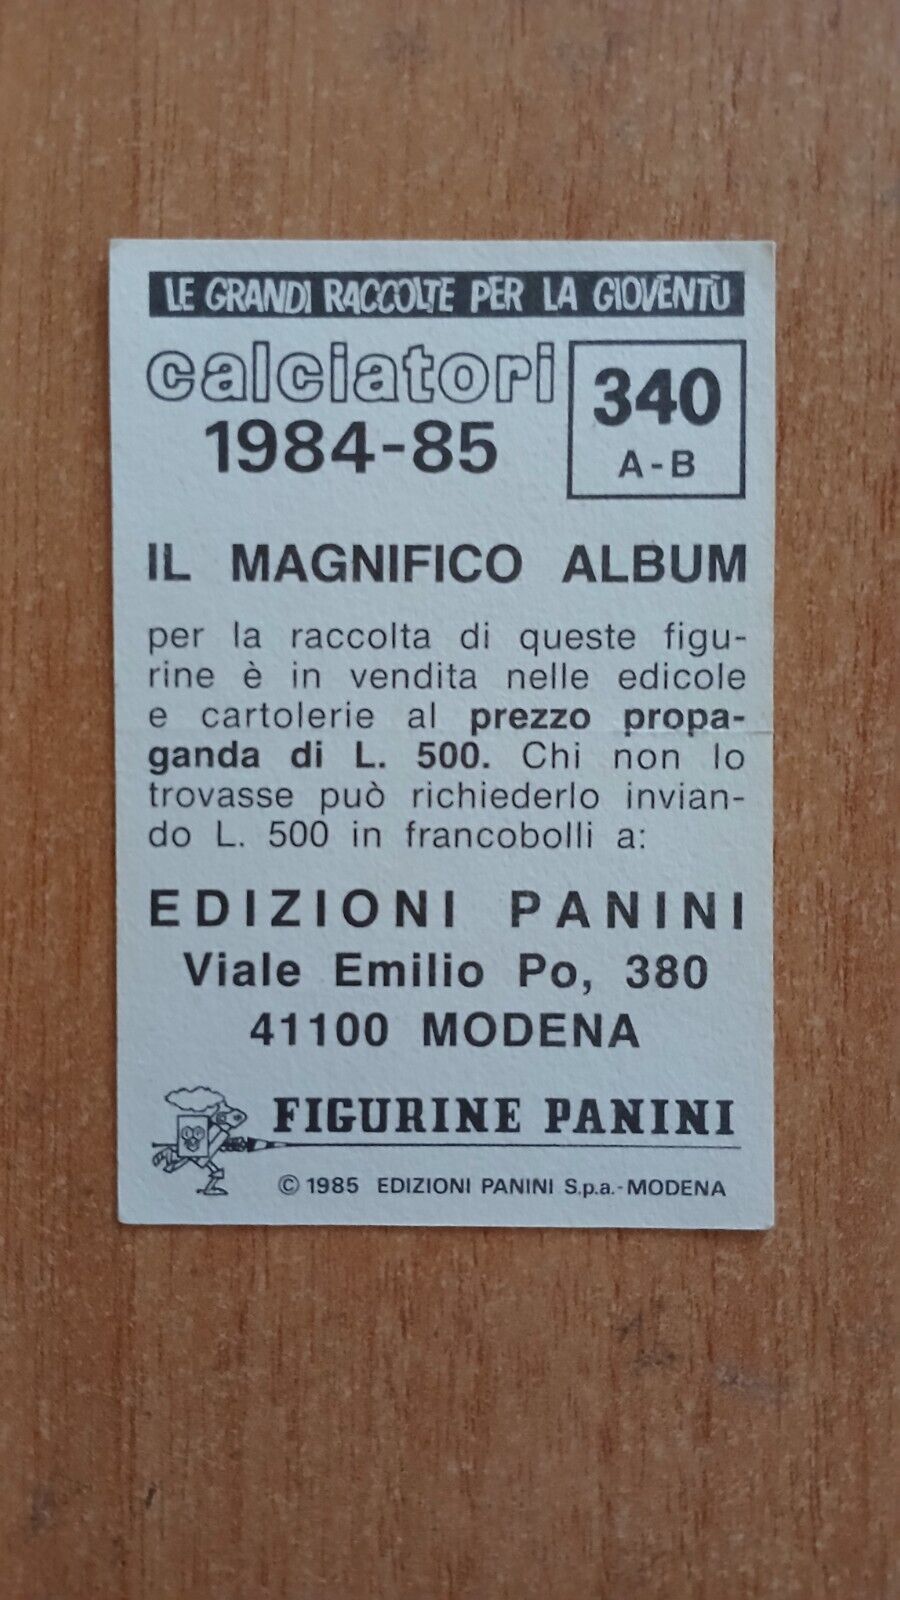 LE GRANDI RACCOLTE PER LA GIOVENTÙ
calciatori
1984-85
340
A-B
IL MAGNIFICO ALBUM
per la raccolta di queste figu-
rine è in vendita nelle edicole
e cartolerie al prezzo propa-
ganda di L. 500. Chi non lo
trovasse può richiederlo invian-
do L. 500 in francobolli a:
EDIZIONI PANINI
Viale Emilio Po, 380
41100 MODENA
FIGURINE PANINI
© 1985 EDIZIONI PANINI S.p.a.-MODENA